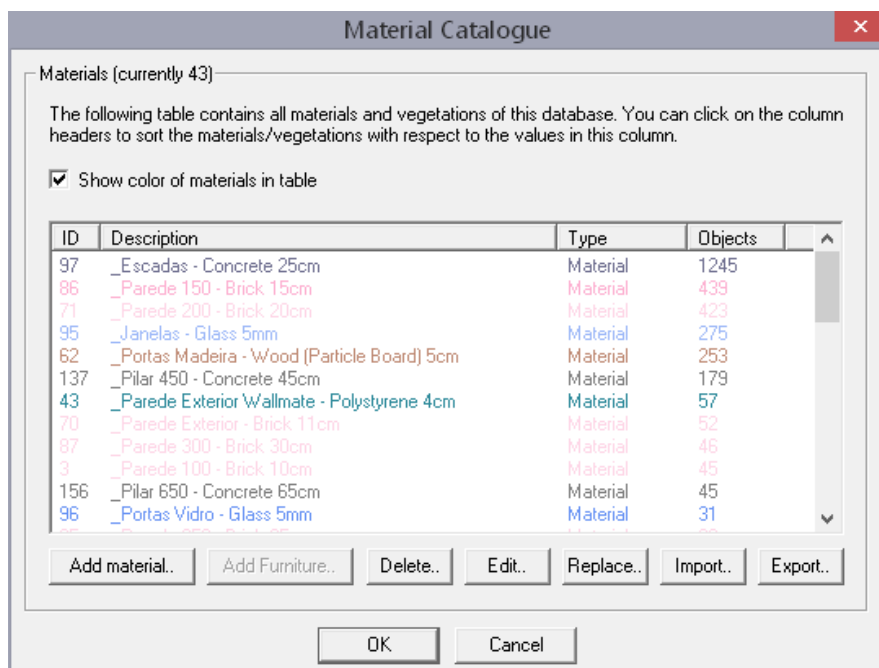 Material Catalogue
Materials (currently 43)
The following table contains all materials and vegetations of this database. You can click on the column
headers to sort the materials/vegetations with respect to the values in this column.
Show color of materials in table
ID Description Type Objects
97 _Escadas - Concrete 25cm Material 1245
86 _Parede 150 - Brick 15cm Material 439
71 _Parede 200 - Brick 20cm Material 423
95 _Janelas - Glass 5mm Material 275
62 _Portas Madeira - Wood (Particle Board) 5cm Material 253
137 _Pilar 450 - Concrete 45cm Material 179
43 _Parede Exterior Wallmate - Polystyrene 4cm Material 57
70 _Parede Exterior - Brick 11cm Material 52
87 _Parede 300 - Brick 30cm Material 46
3 _Parede 100 - Brick 10cm Material 45
156 _Pilar 650 - Concrete 65cm Material 45
96 _Portas Vidro - Glass 5mm Material 31
Add material.. Add Furniture.. Delete.. Edit.. Replace.. Import.. Export..
OK Cancel